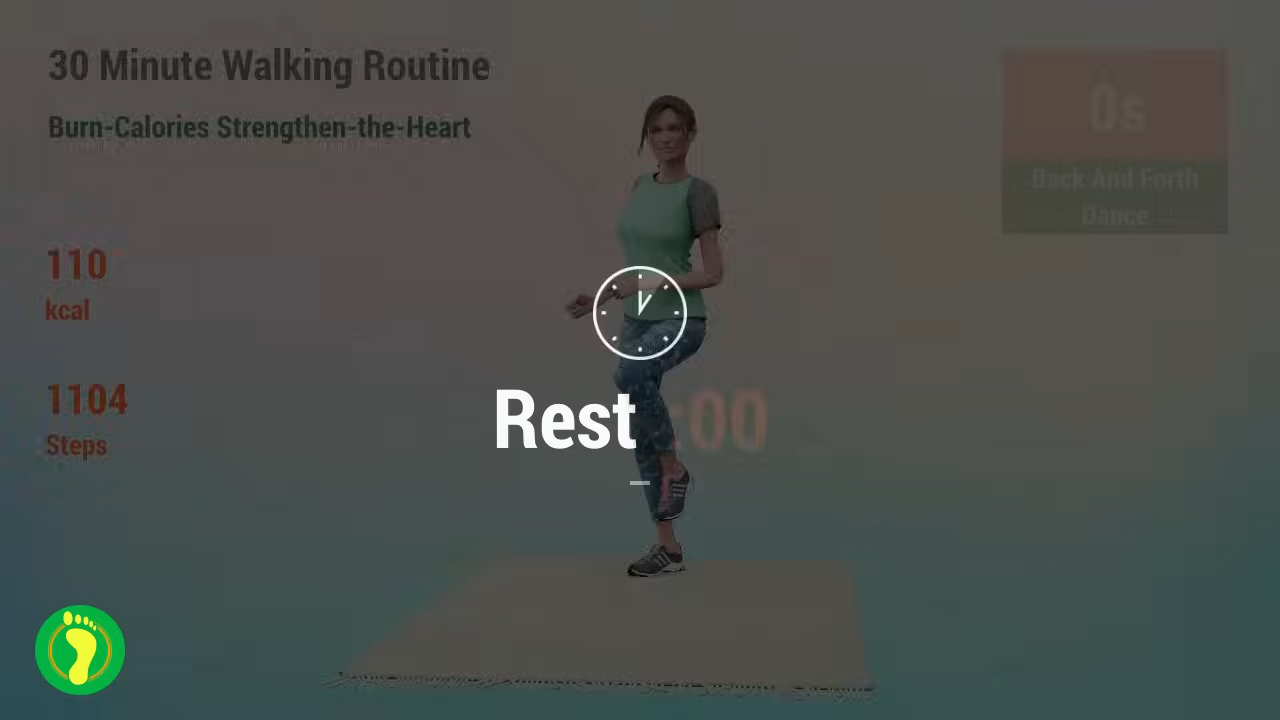 30 Minute Walking Routine
Burn-Calories Strengthen-the-Heart
0s
Back And Forth
Dance
110
kcal
Rest
:00
1104
Steps